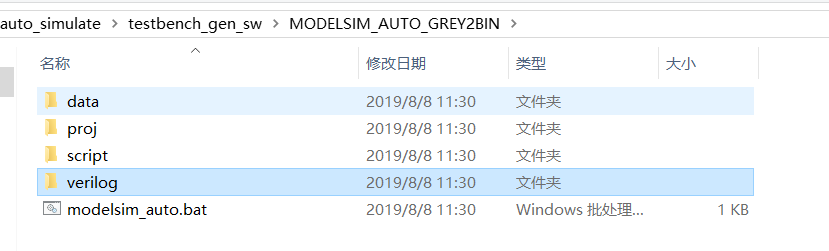 auto_simulate › testbench_gen_sw › MODELSIM_AUTO_GREY2BIN ›
名称 修改日期 类型 大小
data 2019/8/8 11:30 文件夹
proj 2019/8/8 11:30 文件夹
script 2019/8/8 11:30 文件夹
verilog 2019/8/8 11:30 文件夹
modelsim_auto.bat 2019/8/8 11:30 Windows 批处理... 1 KB